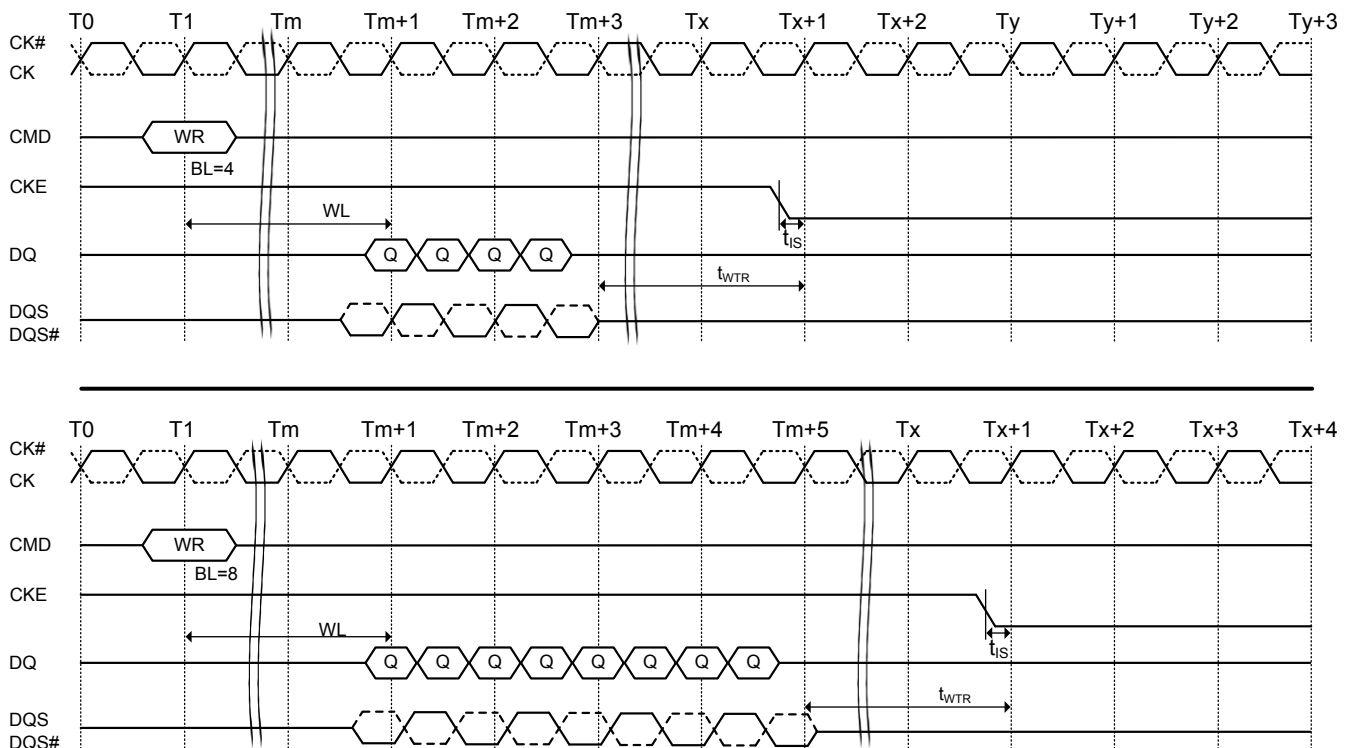 T0 T1 Tm Tm+1 Tm+2 Tm+3 Tx Tx+1 Tx+2 Ty Ty+1 Ty+2 Ty+3
CK#
CK
CMD WR
BL=4
CKE
WL
tIS
DQ Q Q Q Q
tWTR
DQS
DQS#
T0 T1 Tm Tm+1 Tm+2 Tm+3 Tm+4 Tm+5 Tx Tx+1 Tx+2 Tx+3 Tx+4
CK#
CK
CMD WR
BL=8
CKE
WL
tIS
DQ Q Q Q Q Q Q Q Q
tWTR
DQS
DQS#